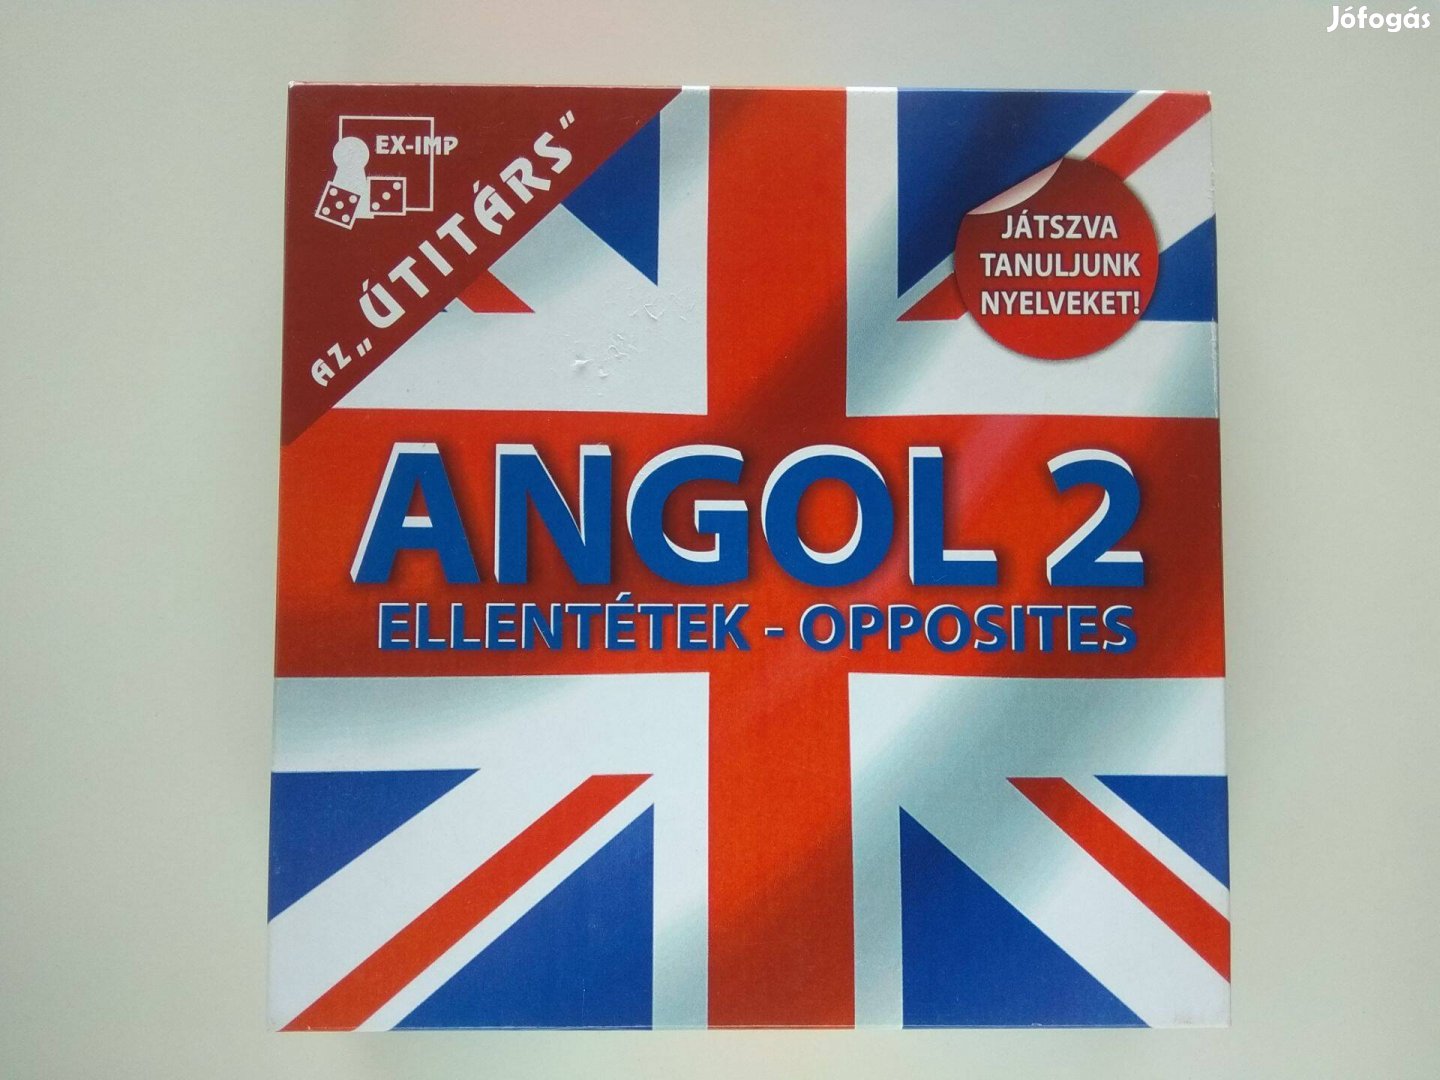 Jófogás
EX-IMP
AZ „ÚTITÁRS”
JÁTSZVA
TANULJUNK
NYELVEKET!
ANGOL 2
ELLENTÉTEK - OPPOSITES